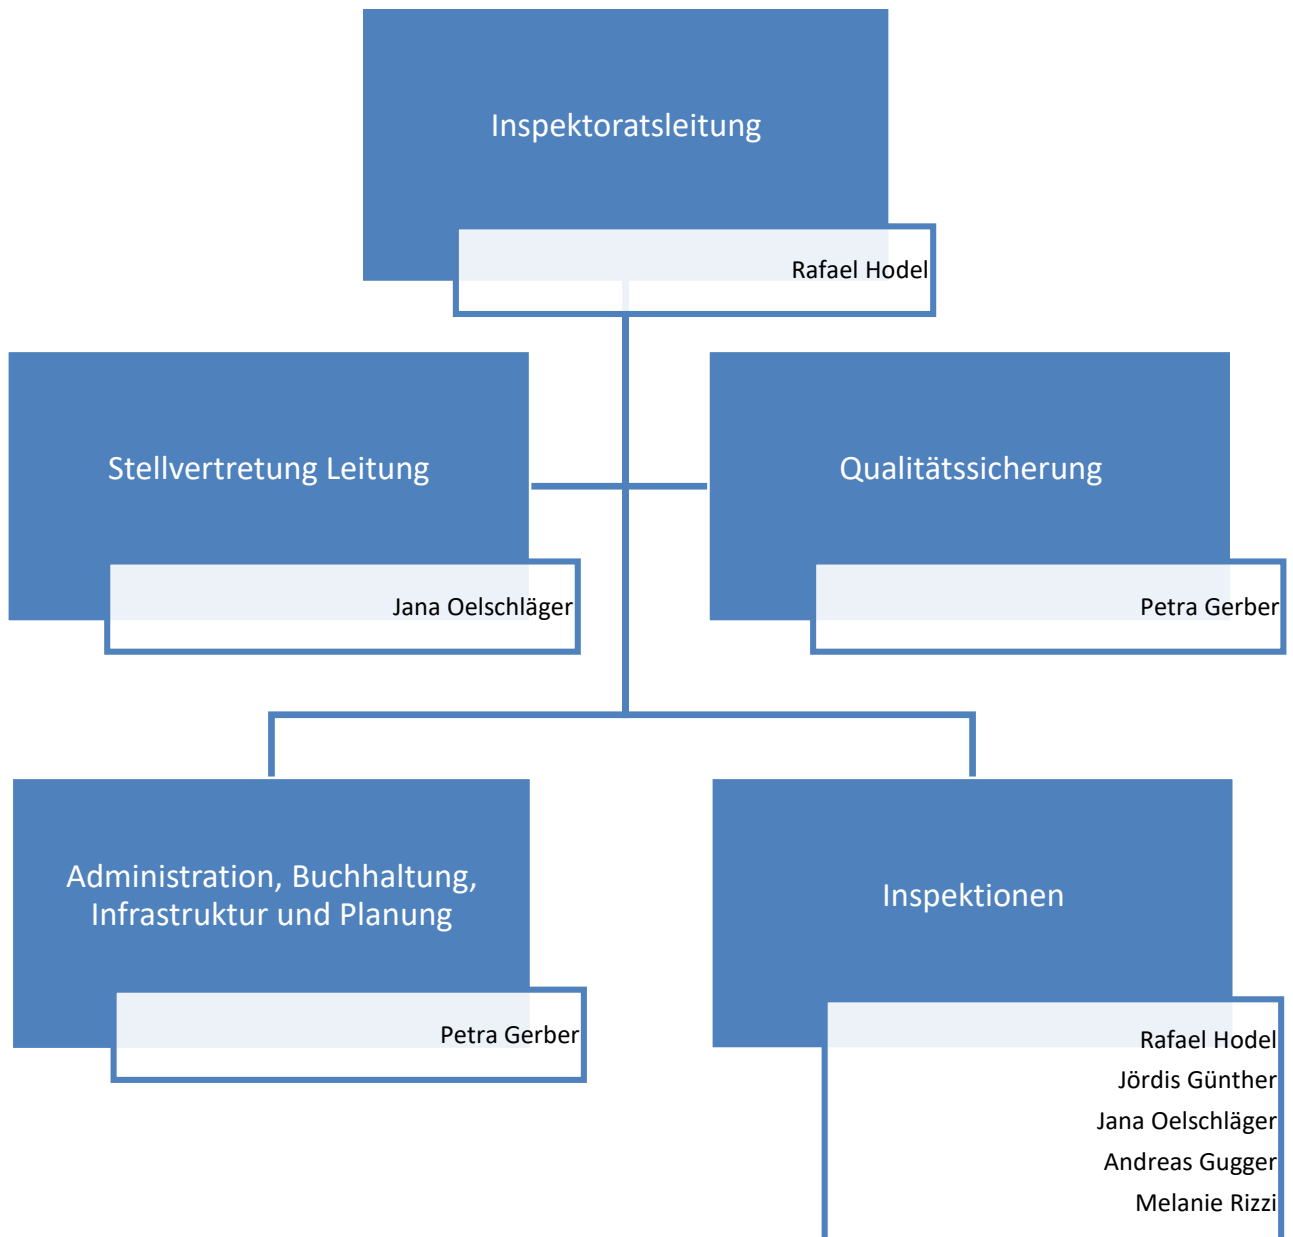 Inspektoratsleitung
Rafael Hodel
Stellvertretung Leitung
Jana Oelschläger
Qualitätssicherung
Petra Gerber
Administration, Buchhaltung,
Infrastruktur und Planung
Petra Gerber
Inspektionen
Rafael Hodel
Jördis Günther
Jana Oelschläger
Andreas Gugger
Melanie Rizzi